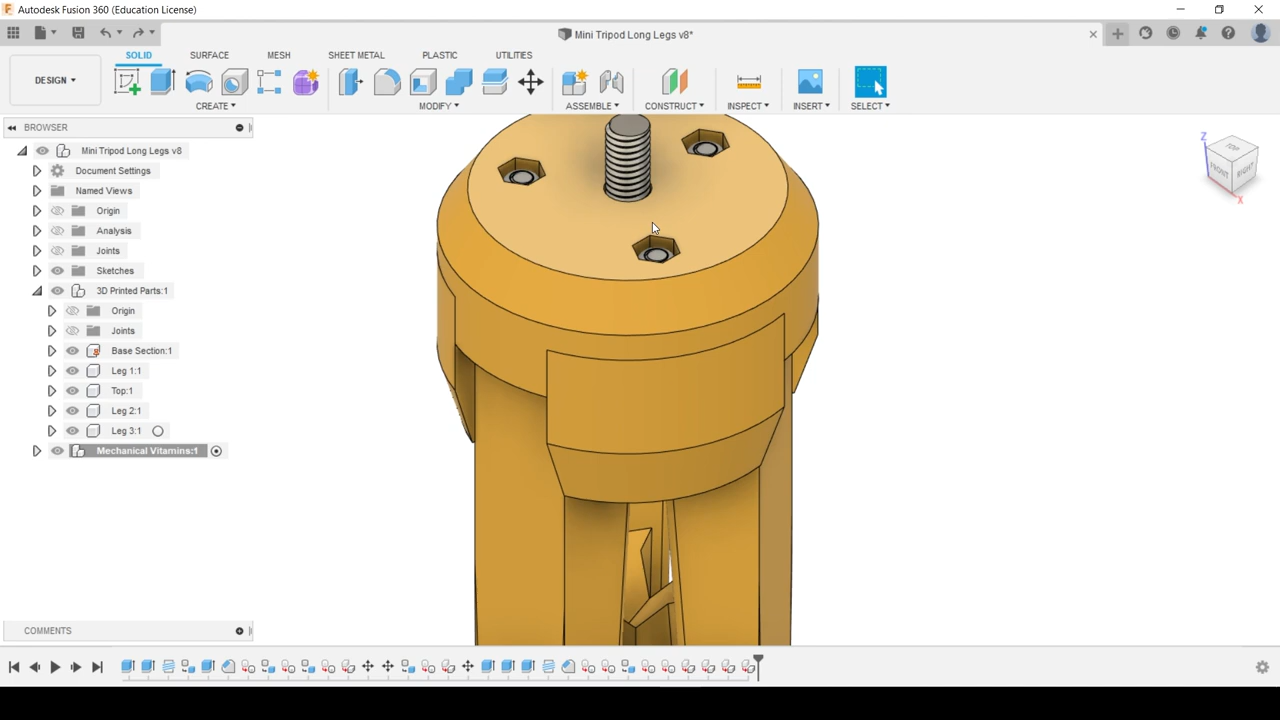 Autodesk Fusion 360 (Education License)
Mini Tripod Long Legs v8*
SOLID SURFACE MESH SHEET METAL PLASTIC UTILITIES
DESIGN ▾
CREATE ▾ MODIFY ▾ ASSEMBLE ▾ CONSTRUCT ▾ INSPECT ▾ INSERT ▾ SELECT ▾
BROWSER
Mini Tripod Long Legs v8
Document Settings
Named Views
Origin
Analysis
Joints
Sketches
3D Printed Parts:1
Origin
Joints
Base Section:1
Leg 1:1
Top:1
Leg 2:1
Leg 3:1
Mechanical Vitamins:1
Z
TOP
FRONT RIGHT
X
COMMENTS